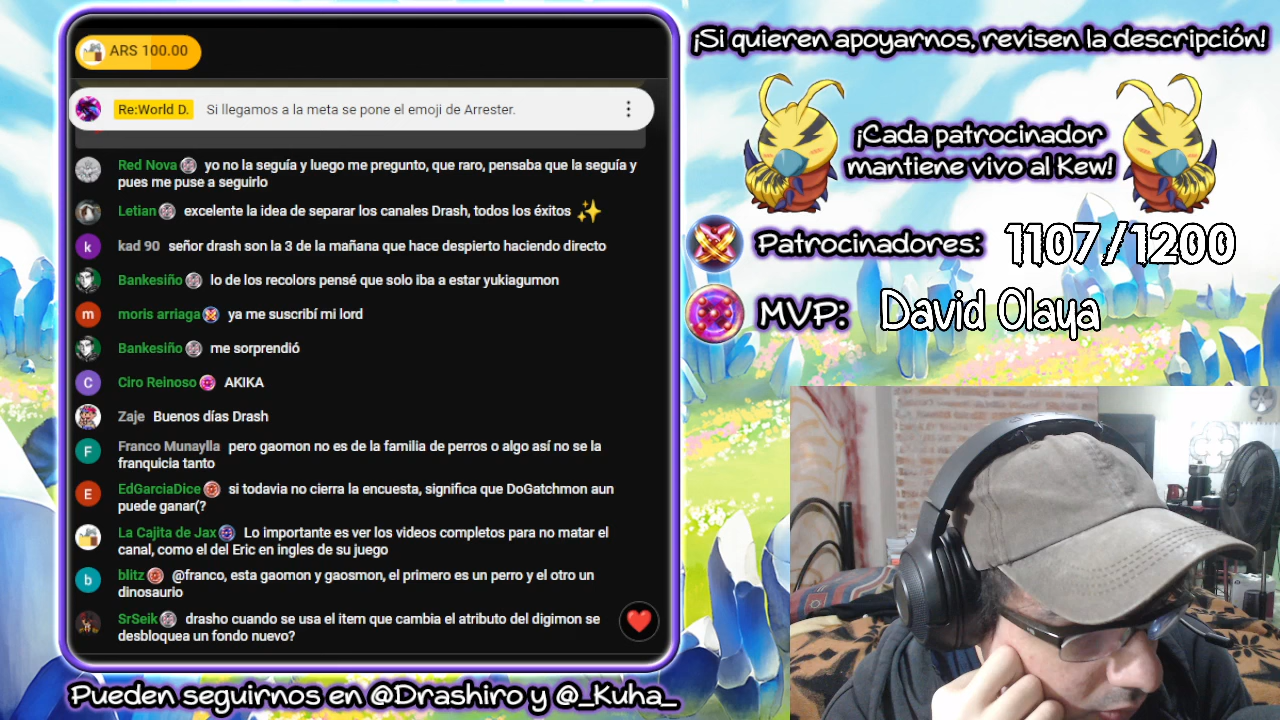 ARS 100.00
Re:World D. Si llegamos a la meta se pone el emoji de Arrester.
Red Nova yo no la seguía y luego me pregunto, que raro, pensaba que la seguía y
pues me puse a seguirlo
Letian excelente la idea de separar los canales Drash, todos los éxitos
kad 90 señor drash son la 3 de la mañana que hace despierto haciendo directo
Bankesiño lo de los recolors pensé que solo iba a estar yukiagumon
moris arriaga ya me suscribí mi lord
Bankesiño me sorprendió
Ciro Reinoso AKIKA
Zaje Buenos días Drash
Franco Munaylla pero gaomon no es de la familia de perros o algo así no se la
franquicia tanto
EdGarciaDice si todavia no cierra la encuesta, significa que DoGatchmon aun
puede ganar(?
La Cajita de Jax Lo importante es ver los videos completos para no matar el
canal, como el del Eric en ingles de su juego
blitz @franco, esta gaomon y gaosmon, el primero es un perro y el otro un
dinosaurio
SrSeik drasho cuando se usa el item que cambia el atributo del digimon se
desbloquea un fondo nuevo?
Pueden seguirnos en @Drashiro y @_Kuha_
¡Si quieren apoyarnos, revisen la descripción!
¡Cada patrocinador
mantiene vivo al Kew!
Patrocinadores: 1107/1200
MVP: David Olaya